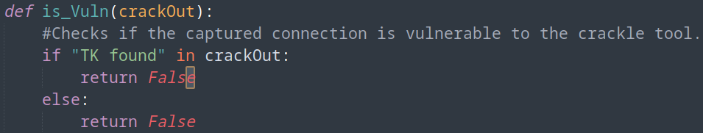 def is_Vuln(crackOut):
    #Checks if the captured connection is vulnerable to the crackle tool.
    if "TK found" in crackOut:
        return False
    else:
        return False